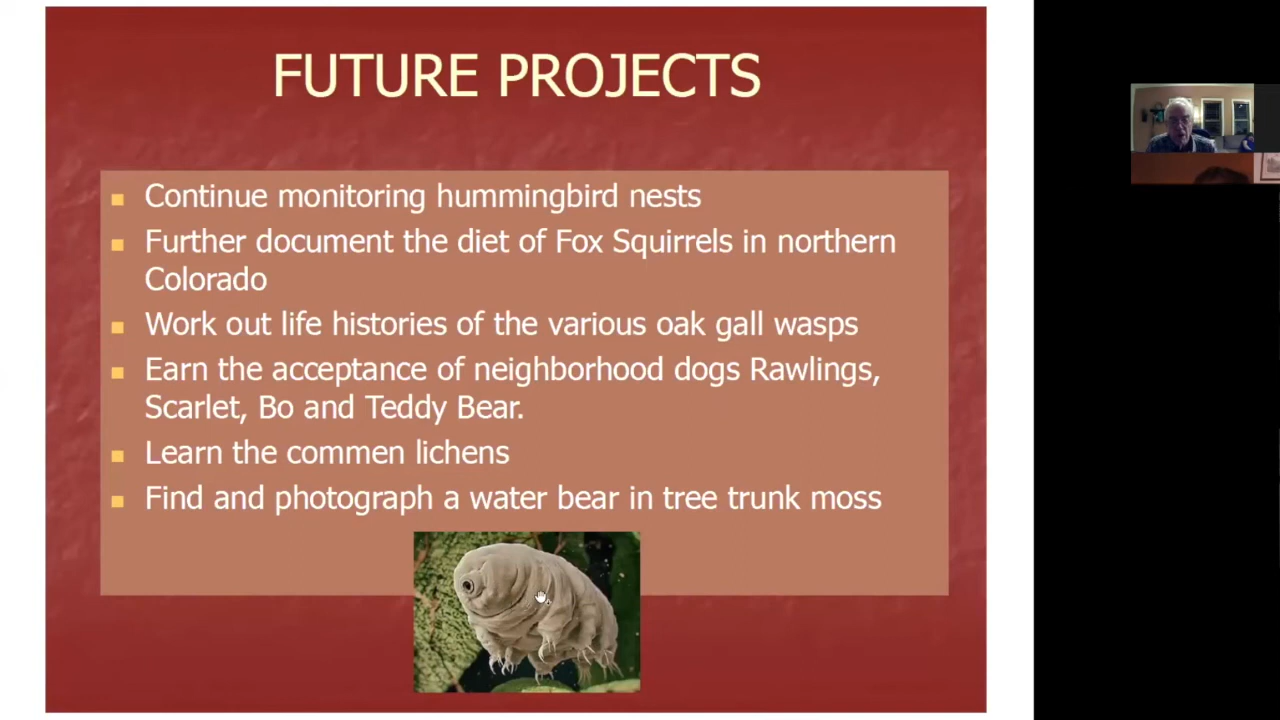 FUTURE PROJECTS
Continue monitoring hummingbird nests
Further document the diet of Fox Squirrels in northern
Colorado
Work out life histories of the various oak gall wasps
Earn the acceptance of neighborhood dogs Rawlings,
Scarlet, Bo and Teddy Bear.
Learn the commen lichens
Find and photograph a water bear in tree trunk moss